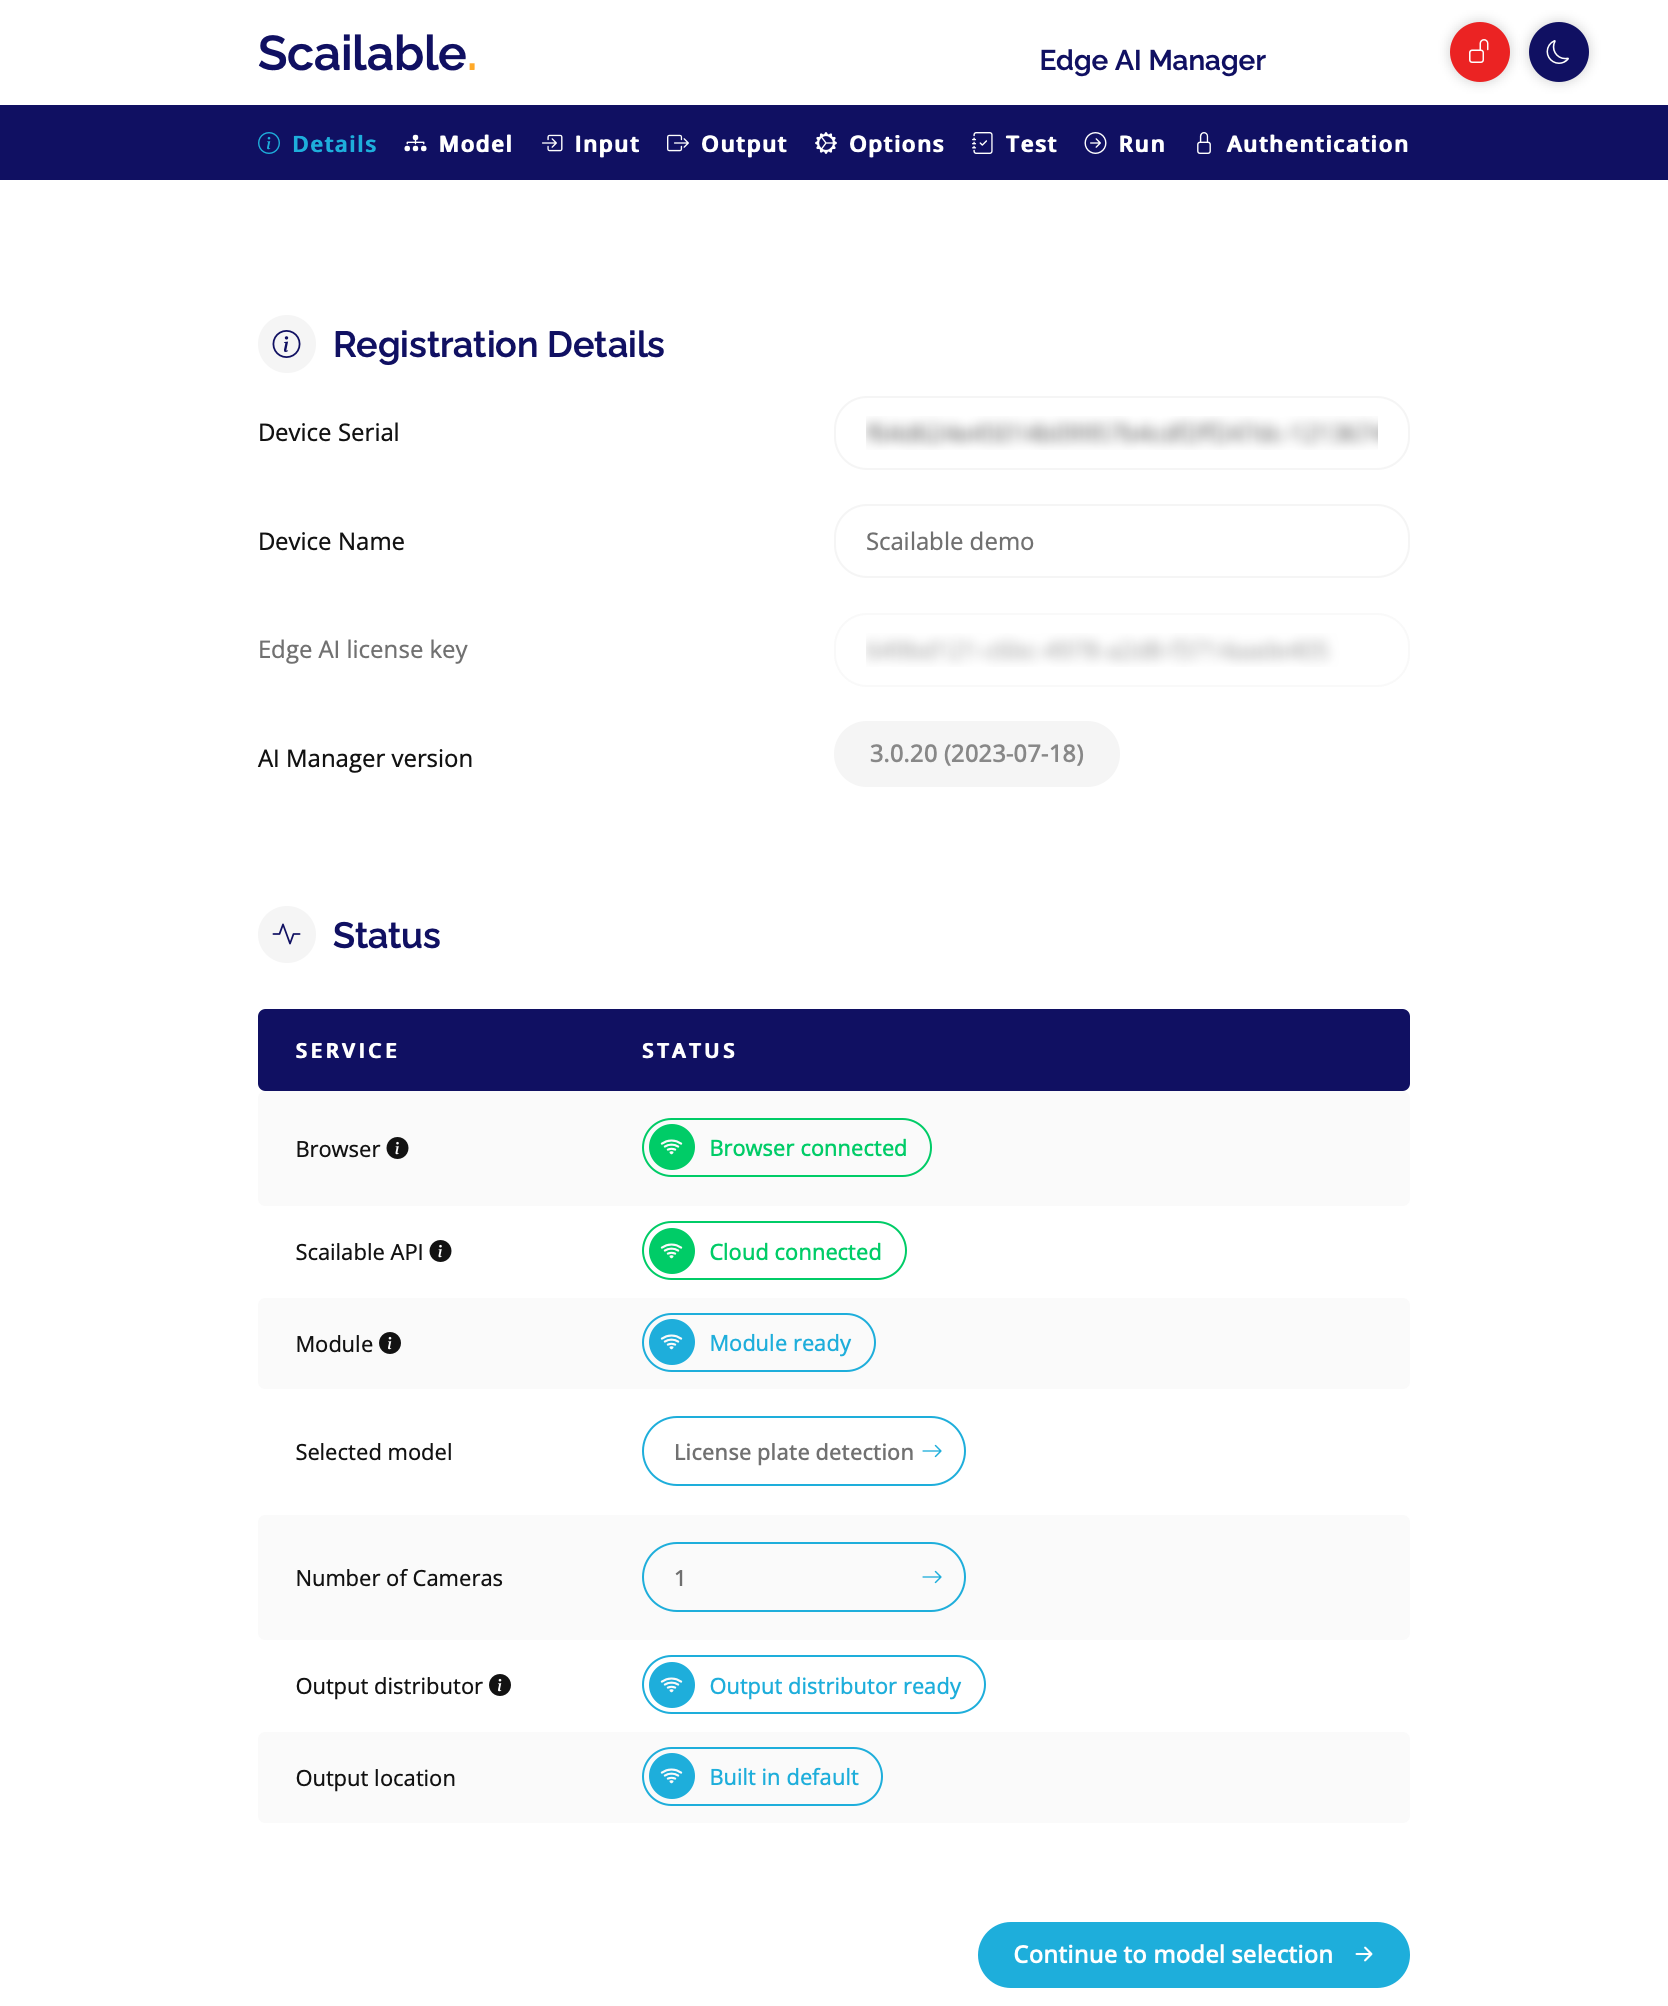 Scailable.
Edge AI Manager
Details Model Input Output Options Test Run Authentication
Registration Details
Device Serial
Device Name Scailable demo
Edge AI license key
AI Manager version 3.0.20 (2023-07-18)
Status
SERVICE STATUS
Browser Browser connected
Scailable API Cloud connected
Module Module ready
Selected model License plate detection
Number of Cameras 1
Output distributor Output distributor ready
Output location Built in default
Continue to model selection